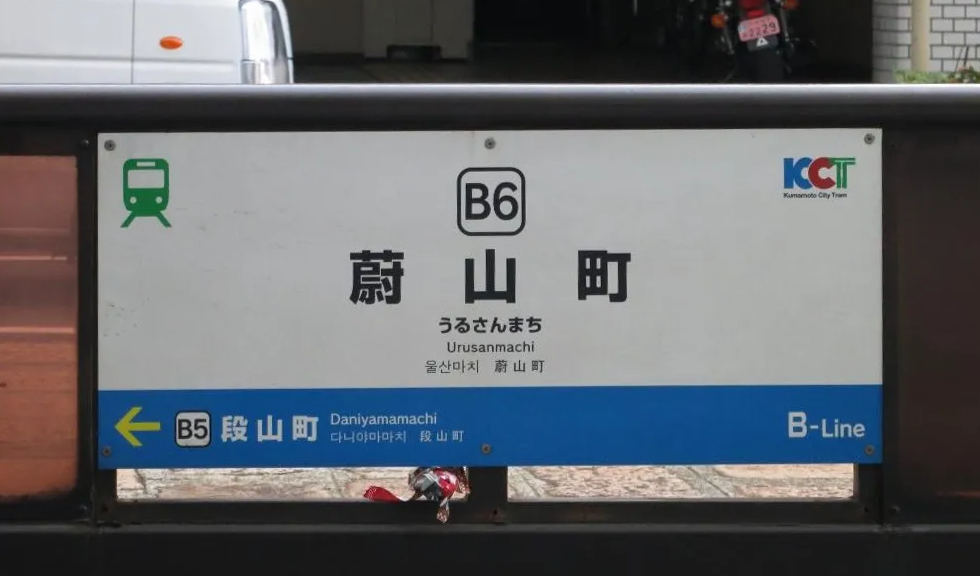 KCT
Kumamoto City Tram
B6
蔚山町
うるさんまち
Urusanmachi
울산마치 蔚山町
B5 段山町 Daniyamamachi
다니야마마치 段山町
B-Line